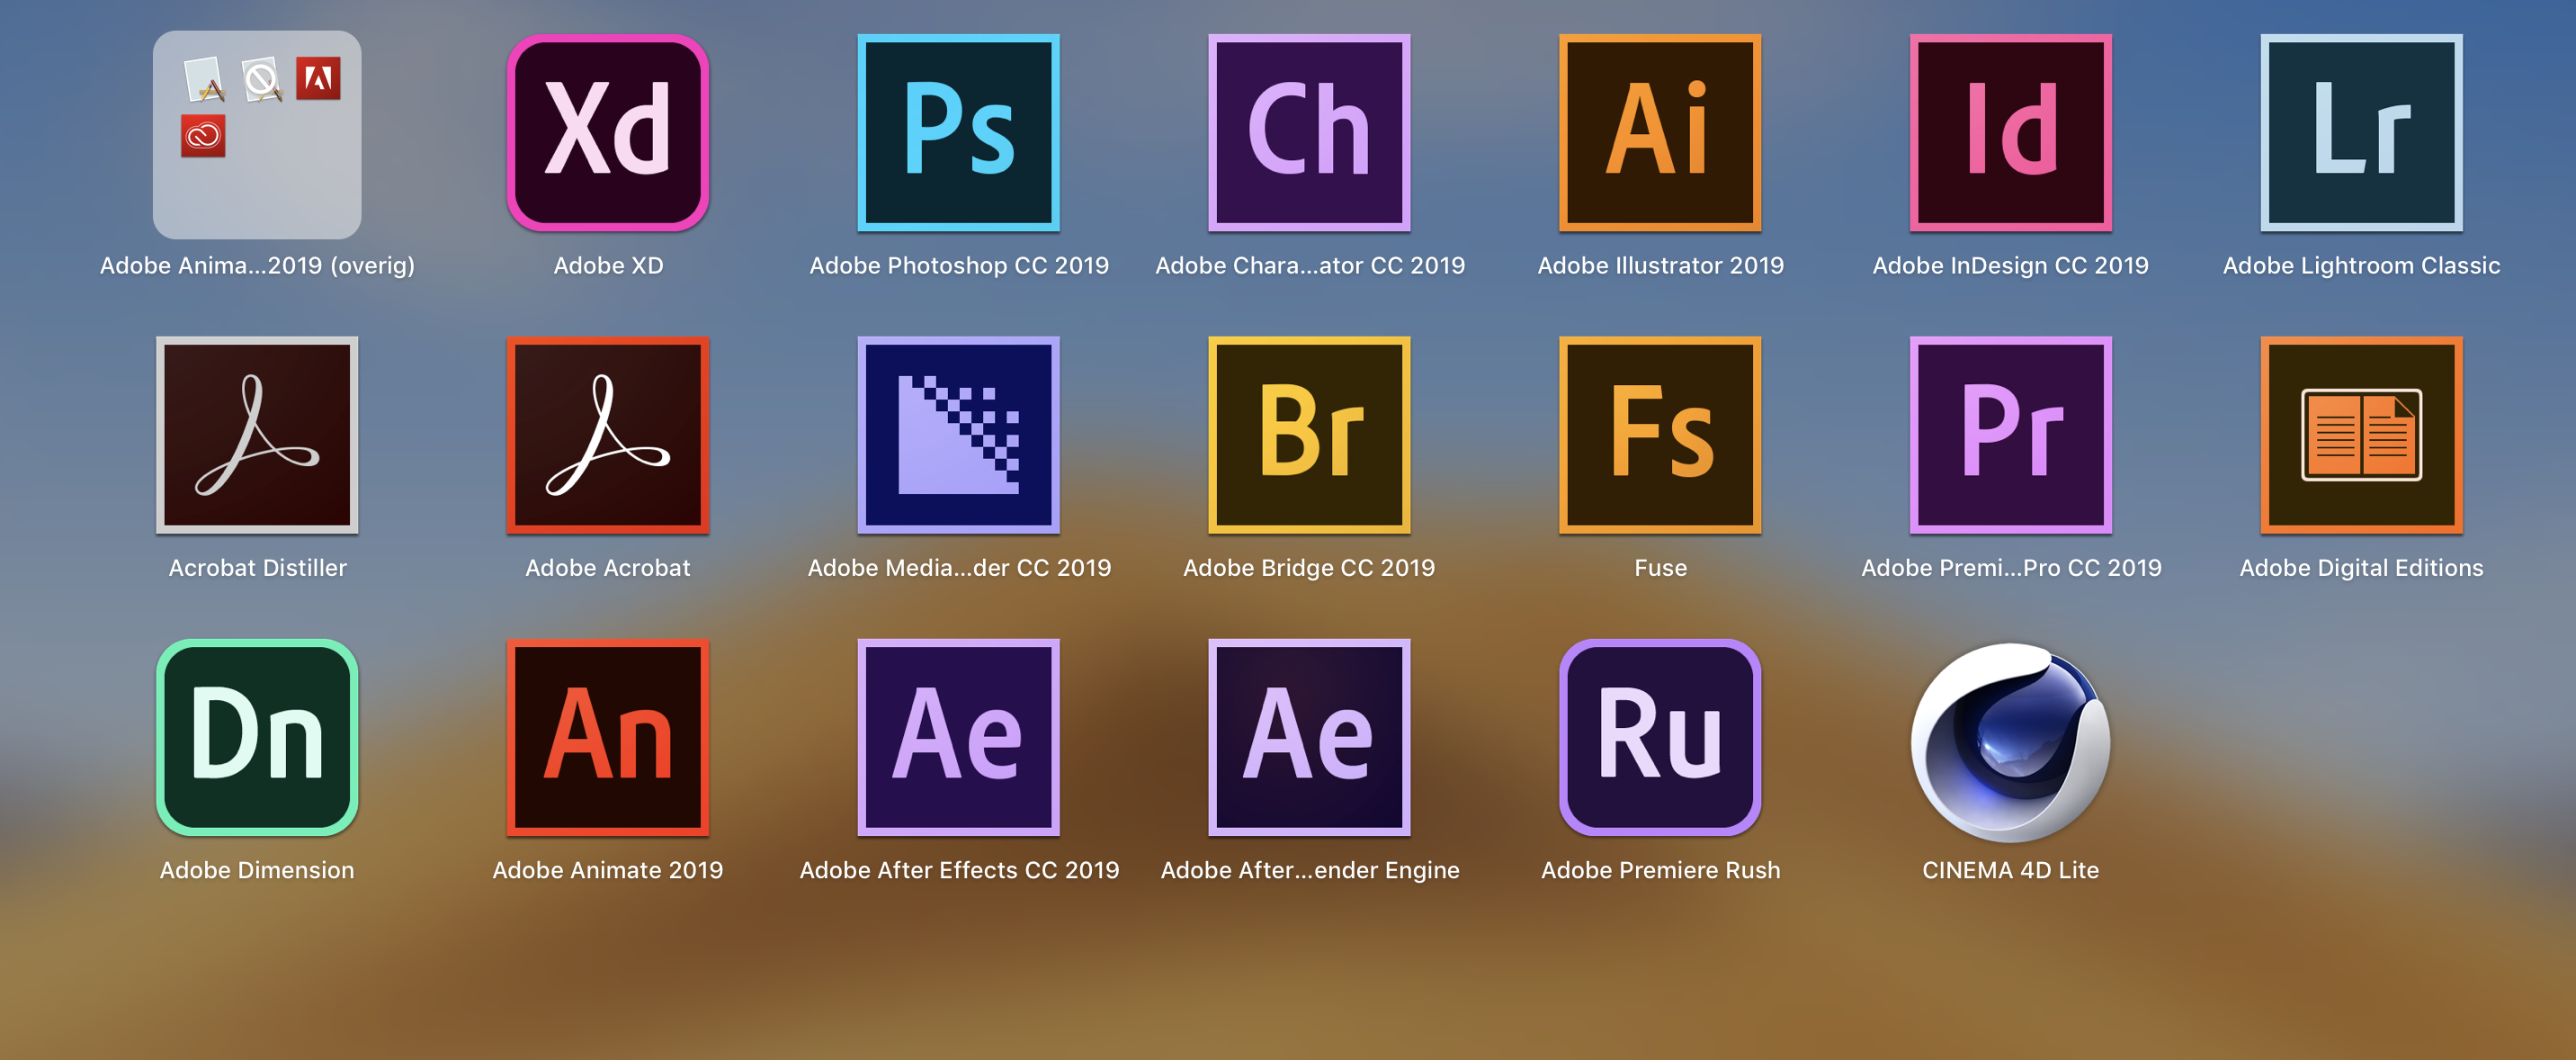 Xd
Ps
Ch
Ai
Id
Lr
Adobe Anima...2019 (overig)
Adobe XD
Adobe Photoshop CC 2019
Adobe Chara...ator CC 2019
Adobe Illustrator 2019
Adobe InDesign CC 2019
Adobe Lightroom Classic
Br
Fs
Pr
Acrobat Distiller
Adobe Acrobat
Adobe Media...der CC 2019
Adobe Bridge CC 2019
Fuse
Adobe Premi...Pro CC 2019
Adobe Digital Editions
Dn
An
Ae
Ae
Ru
Adobe Dimension
Adobe Animate 2019
Adobe After Effects CC 2019
Adobe After...ender Engine
Adobe Premiere Rush
CINEMA 4D Lite